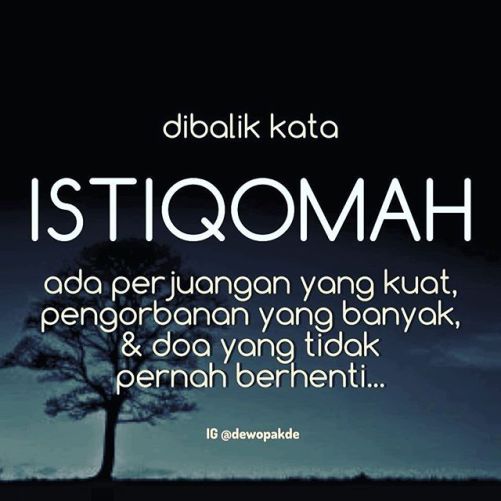 dibalik kata
ISTIQOMAH
ada perjuangan yang kuat,
pengorbanan yang banyak,
& doa yang tidak
pernah berhenti...
IG @dewopakde